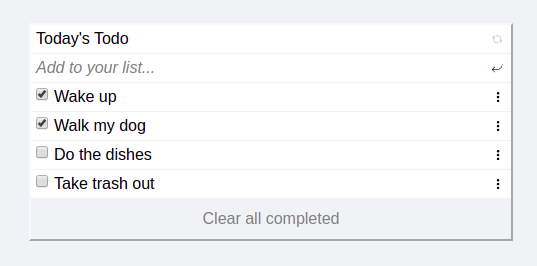 Today's Todo
Add to your list...
Wake up
Walk my dog
Do the dishes
Take trash out
Clear all completed